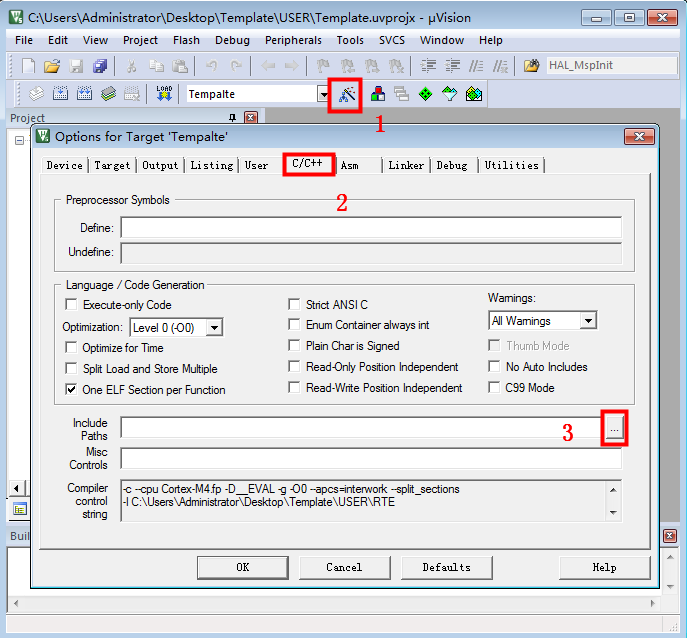 C:\Users\Administrator\Desktop\Template\USER\Template.uvprojx - µVision
File Edit View Project Flash Debug Peripherals Tools SVCS Window Help
HAL_MspInit
LOAD Tempalte
1
Project
Options for Target 'Tempalte'
Device Target Output Listing User C/C++ Asm Linker Debug Utilities
2
Preprocessor Symbols
Define:
Undefine:
Language / Code Generation
Execute-only Code Strict ANSI C Warnings:
Optimization: Level 0 (-O0) Enum Container always int All Warnings
Optimize for Time Plain Char is Signed Thumb Mode
Split Load and Store Multiple Read-Only Position Independent No Auto Includes
One ELF Section per Function Read-Write Position Independent C99 Mode
Include
Paths
3 ...
Misc
Controls
Compiler
control
string
-c --cpu Cortex-M4.fp -D__EVAL -g -O0 --apcs=interwork --split_sections
-I C:\Users\Administrator\Desktop\Template\USER\RTE
Buil
OK Cancel Defaults Help